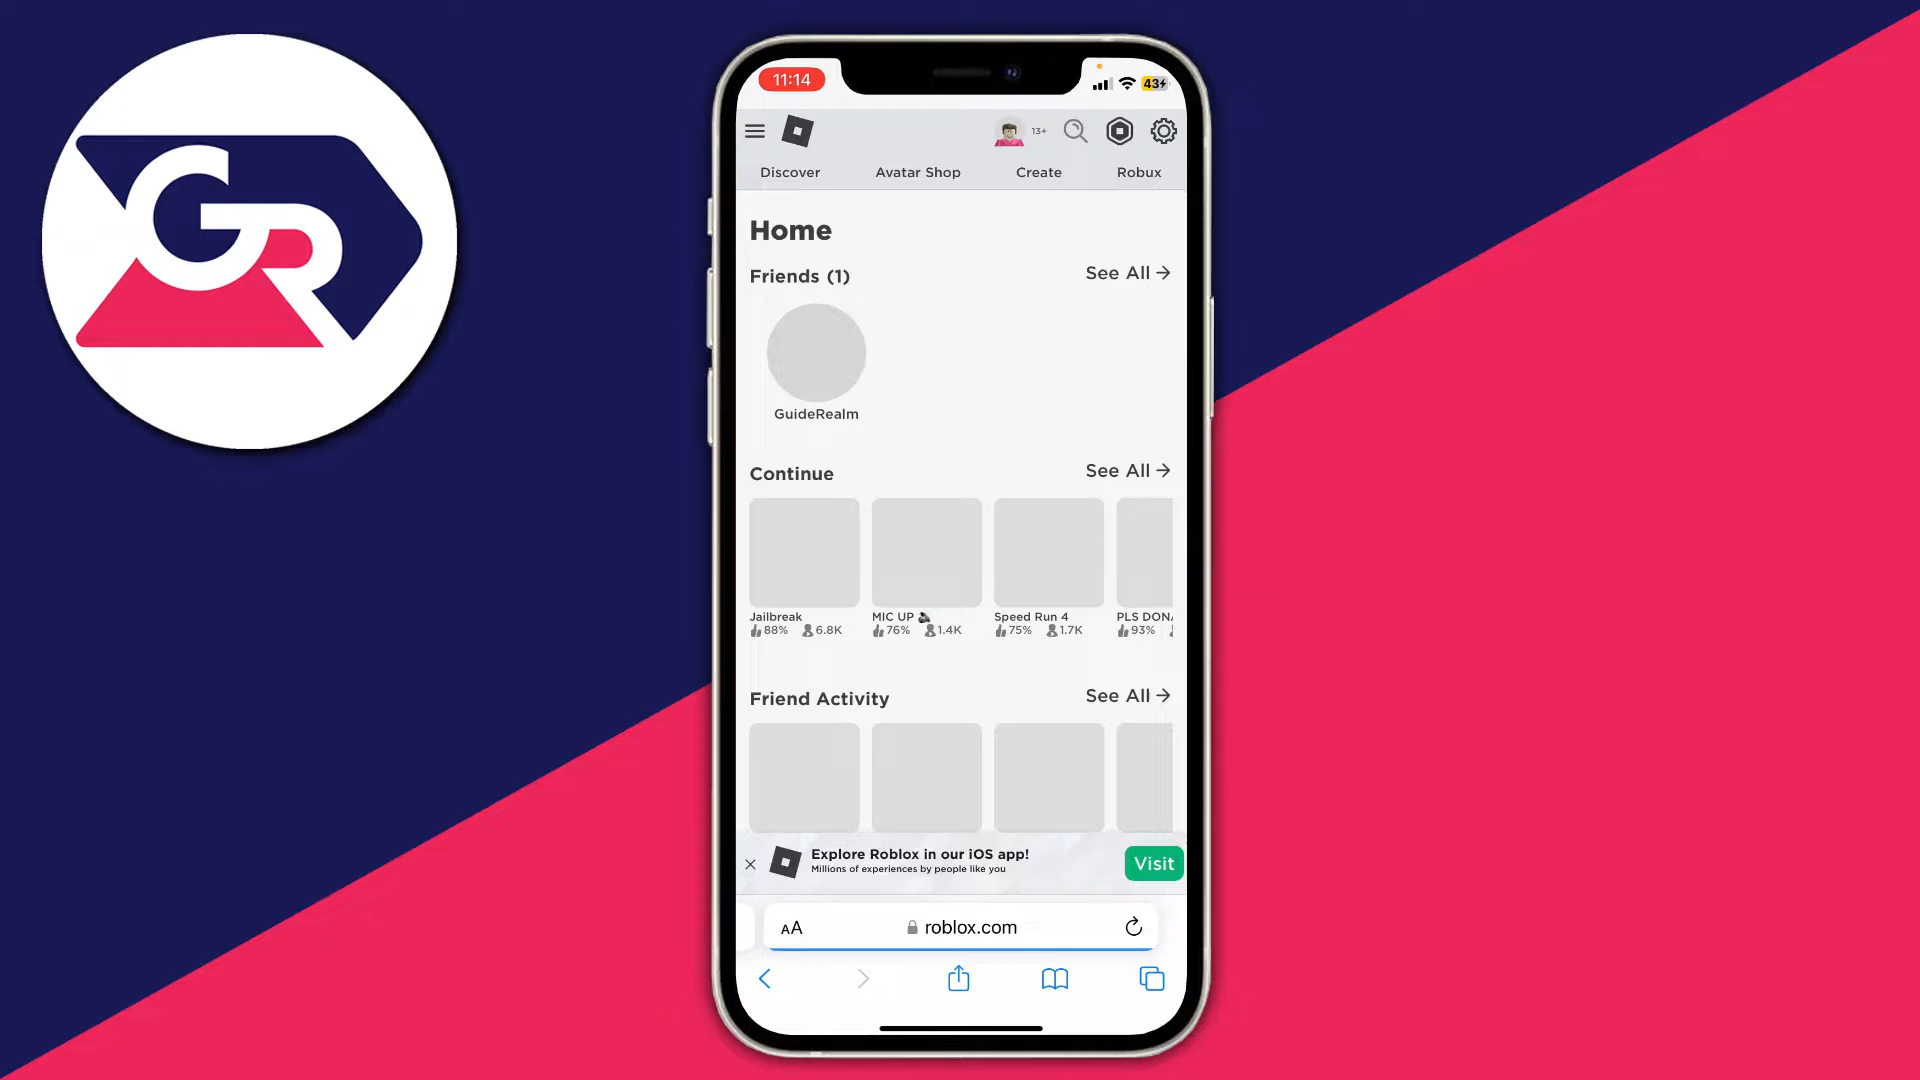 GR
11:14
43
13+
Discover Avatar Shop Create Robux
Home
Friends (1) See All →
GuideRealm
Continue See All →
Jailbreak MIC UP 🔊 Speed Run 4 PLS DON
88% 6.8K 76% 1.4K 75% 1.7K 93%
Friend Activity See All →
Explore Roblox in our iOS app!
Millions of experiences by people like you
Visit
AA roblox.com